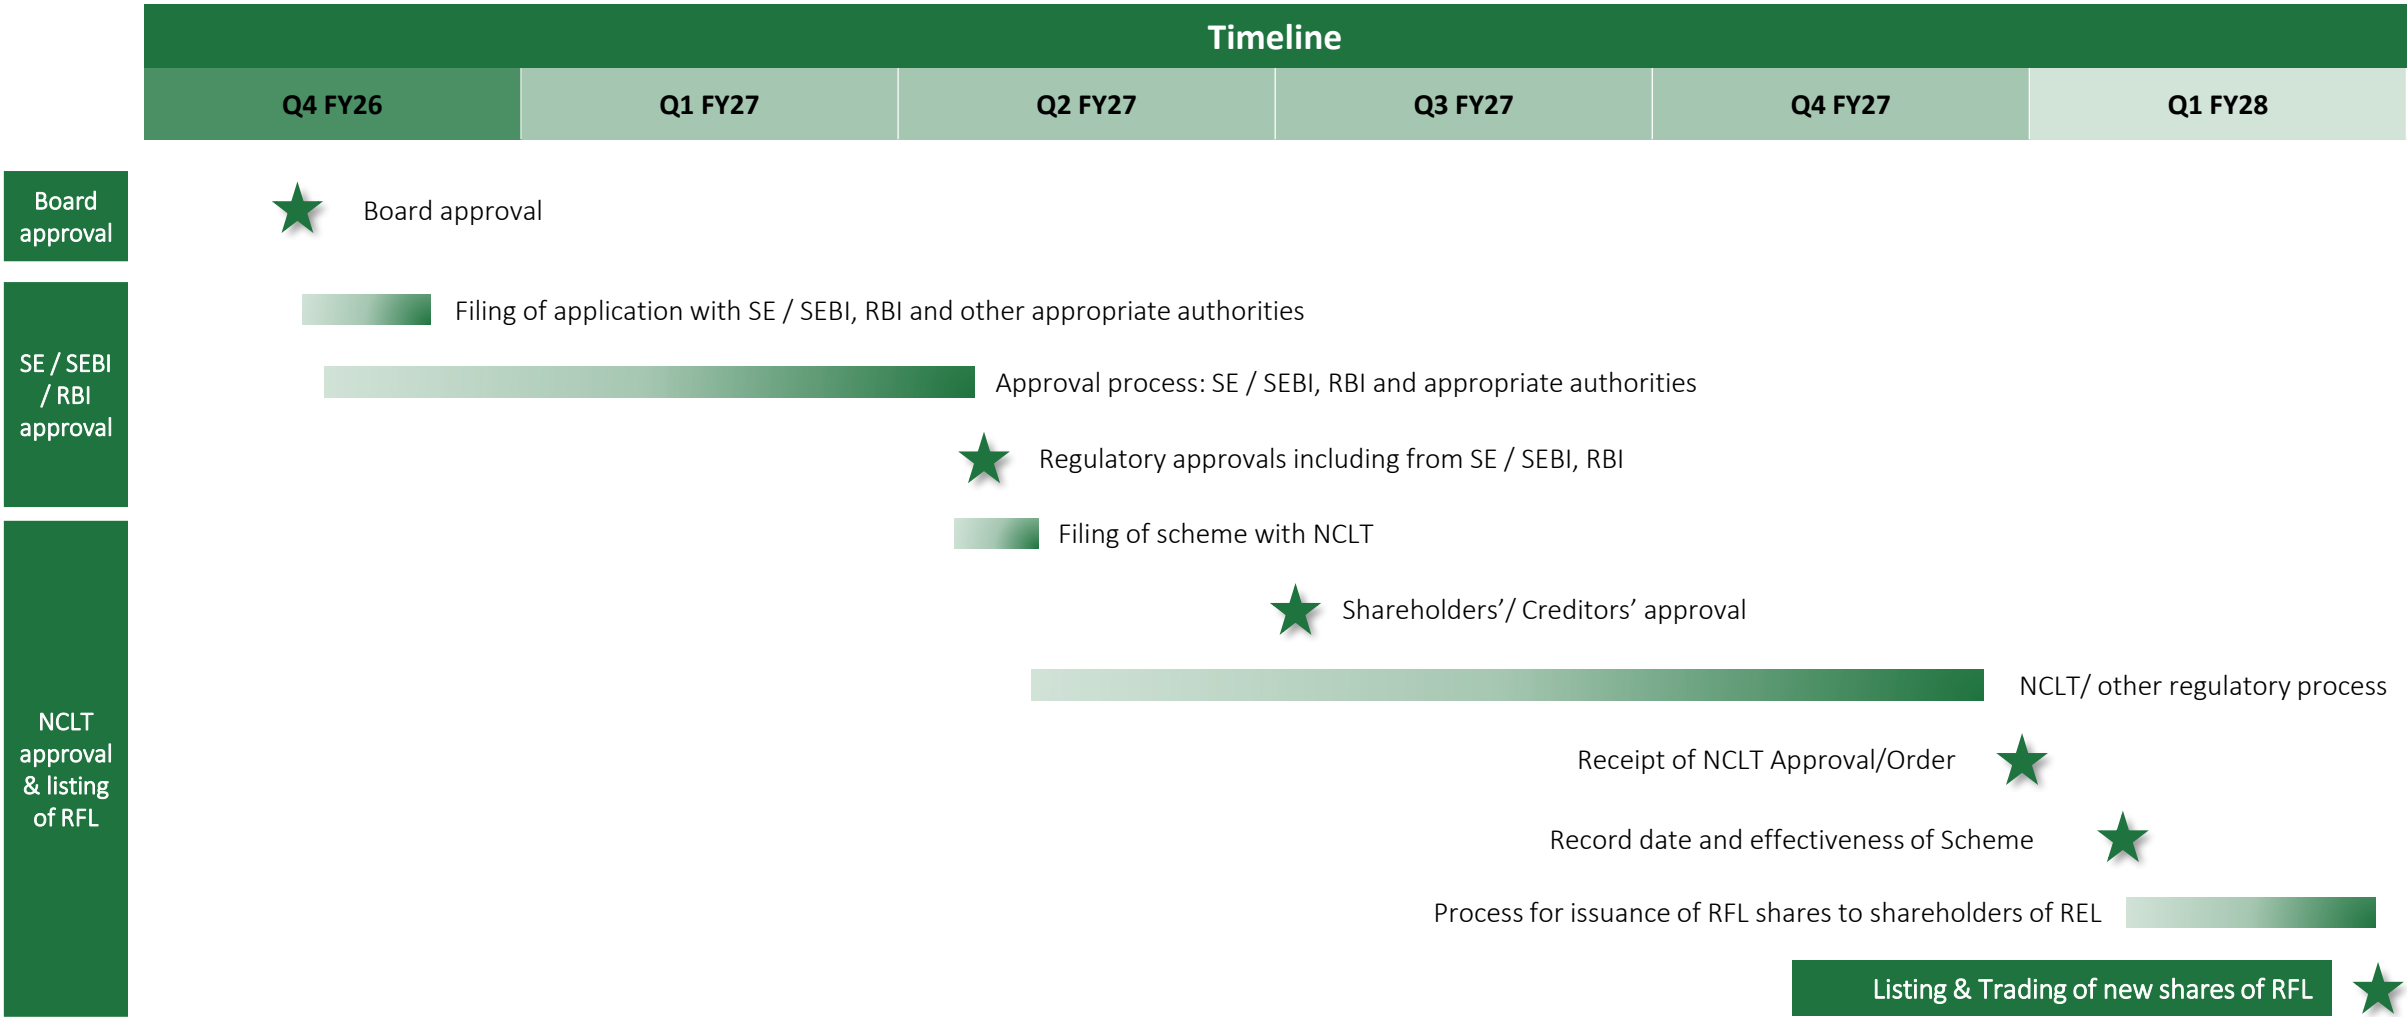 Timeline
Q4 FY26
Q1 FY27
Q2 FY27
Q3 FY27
Q4 FY27
Q1 FY28
Board
approval
Board approval
SE / SEBI
/ RBI
approval
Filing of application with SE / SEBI, RBI and other appropriate authorities
Approval process: SE / SEBI, RBI and appropriate authorities
Regulatory approvals including from SE / SEBI, RBI
NCLT
approval
& listing
of RFL
Filing of scheme with NCLT
Shareholders’/ Creditors’ approval
NCLT/ other regulatory process
Receipt of NCLT Approval/Order
Record date and effectiveness of Scheme
Process for issuance of RFL shares to shareholders of REL
Listing & Trading of new shares of RFL